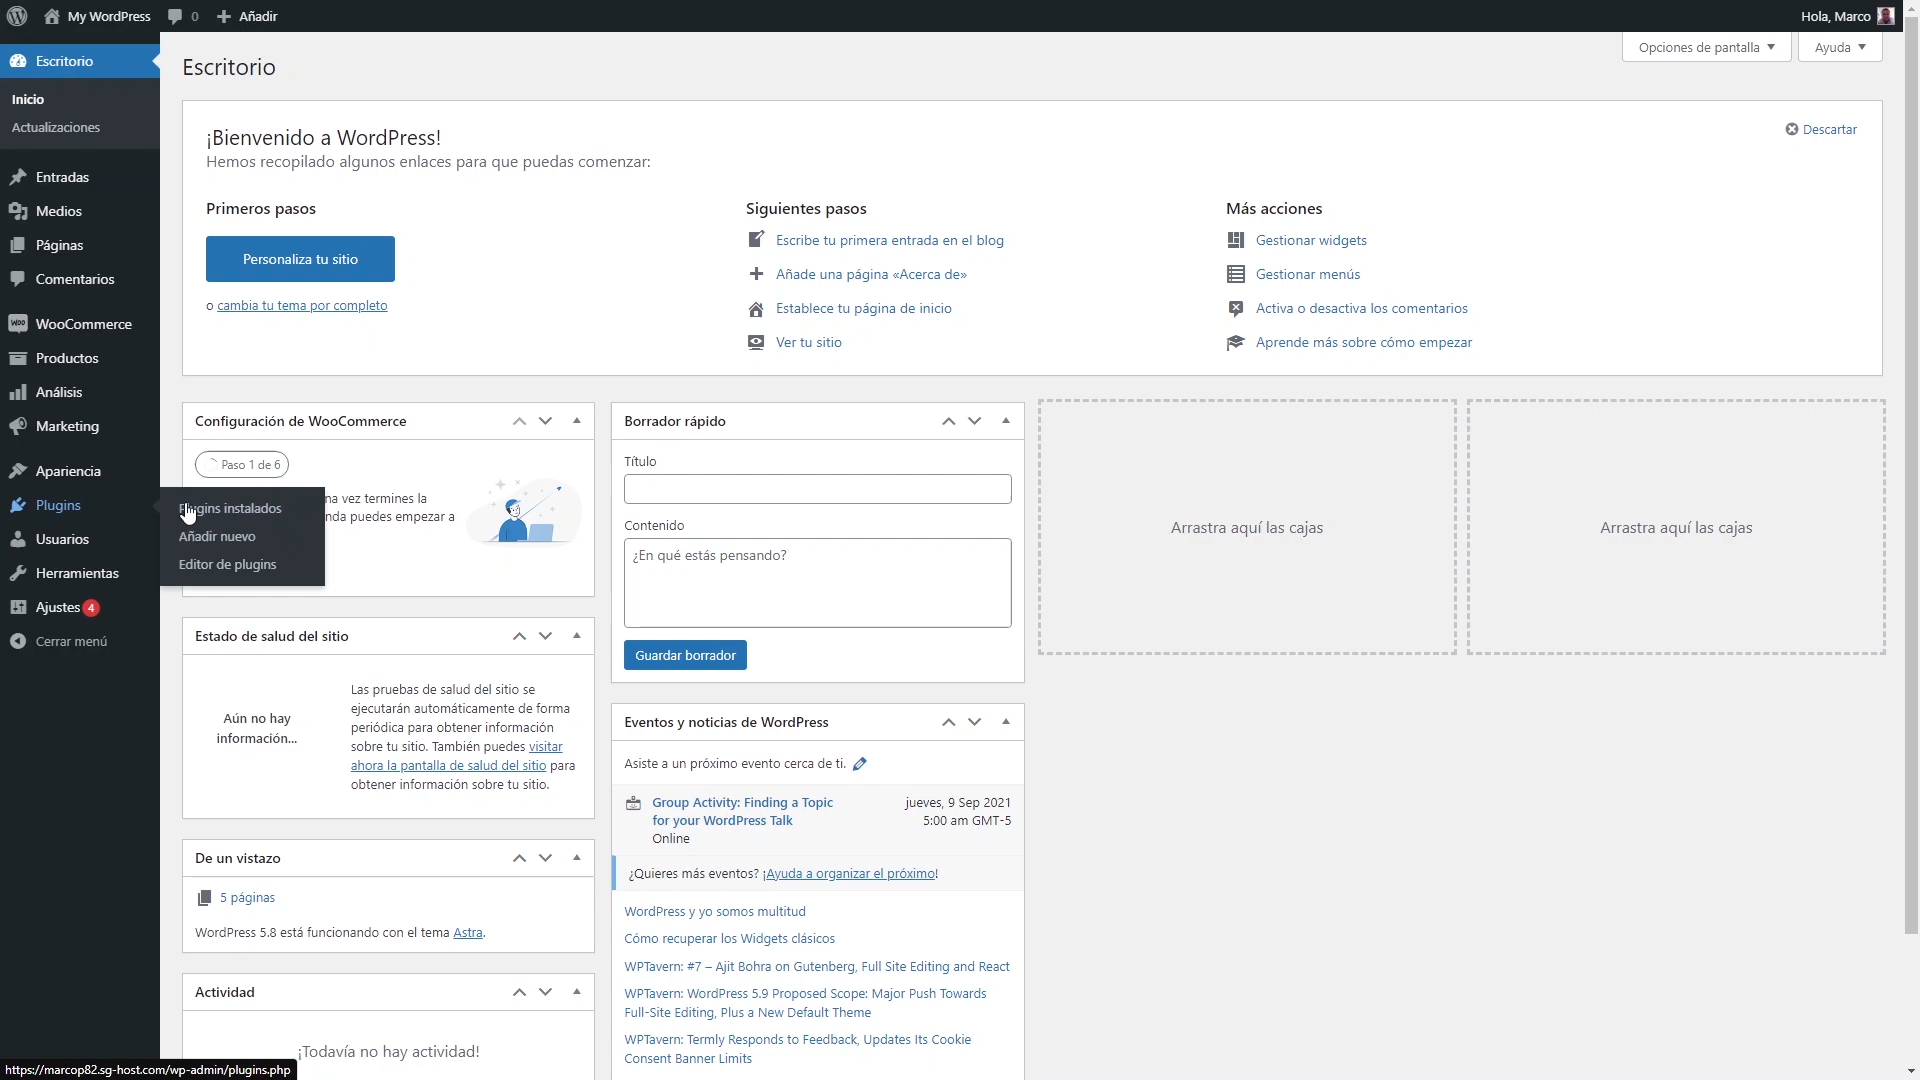 My WordPress
0
Añadir
Hola, Marco
Escritorio
Inicio
Actualizaciones
Entradas
Medios
Páginas
Comentarios
WooCommerce
Productos
Análisis
Marketing
Apariencia
Plugins
Usuarios
Herramientas
Ajustes 4
Cerrar menú
Plugins instalados
Añadir nuevo
Editor de plugins
Escritorio
Opciones de pantalla
Ayuda
¡Bienvenido a WordPress!
Hemos recopilado algunos enlaces para que puedas comenzar:
Descartar
Primeros pasos
Personaliza tu sitio
o cambia tu tema por completo
Siguientes pasos
Escribe tu primera entrada en el blog
Añade una página «Acerca de»
Establece tu página de inicio
Ver tu sitio
Más acciones
Gestionar widgets
Gestionar menús
Activa o desactiva los comentarios
Aprende más sobre cómo empezar
Configuración de WooCommerce
Paso 1 de 6
na vez termines la
nda puedes empezar a
Estado de salud del sitio
Aún no hay
información...
Las pruebas de salud del sitio se
ejecutarán automáticamente de forma
periódica para obtener información
sobre tu sitio. También puedes visitar
ahora la pantalla de salud del sitio para
obtener información sobre tu sitio.
De un vistazo
5 páginas
WordPress 5.8 está funcionando con el tema Astra.
Actividad
¡Todavía no hay actividad!
Borrador rápido
Título
Contenido
¿En qué estás pensando?
Guardar borrador
Eventos y noticias de WordPress
Asiste a un próximo evento cerca de ti.
Group Activity: Finding a Topic
for your WordPress Talk
Online
jueves, 9 Sep 2021
5:00 am GMT-5
¿Quieres más eventos? ¡Ayuda a organizar el próximo!
WordPress y yo somos multitud
Cómo recuperar los Widgets clásicos
WPTavern: #7 – Ajit Bohra on Gutenberg, Full Site Editing and React
WPTavern: WordPress 5.9 Proposed Scope: Major Push Towards
Full-Site Editing, Plus a New Default Theme
WPTavern: Termly Responds to Feedback, Updates Its Cookie
Consent Banner Limits
Arrastra aquí las cajas
Arrastra aquí las cajas
https://marcop82.sg-host.com/wp-admin/plugins.php